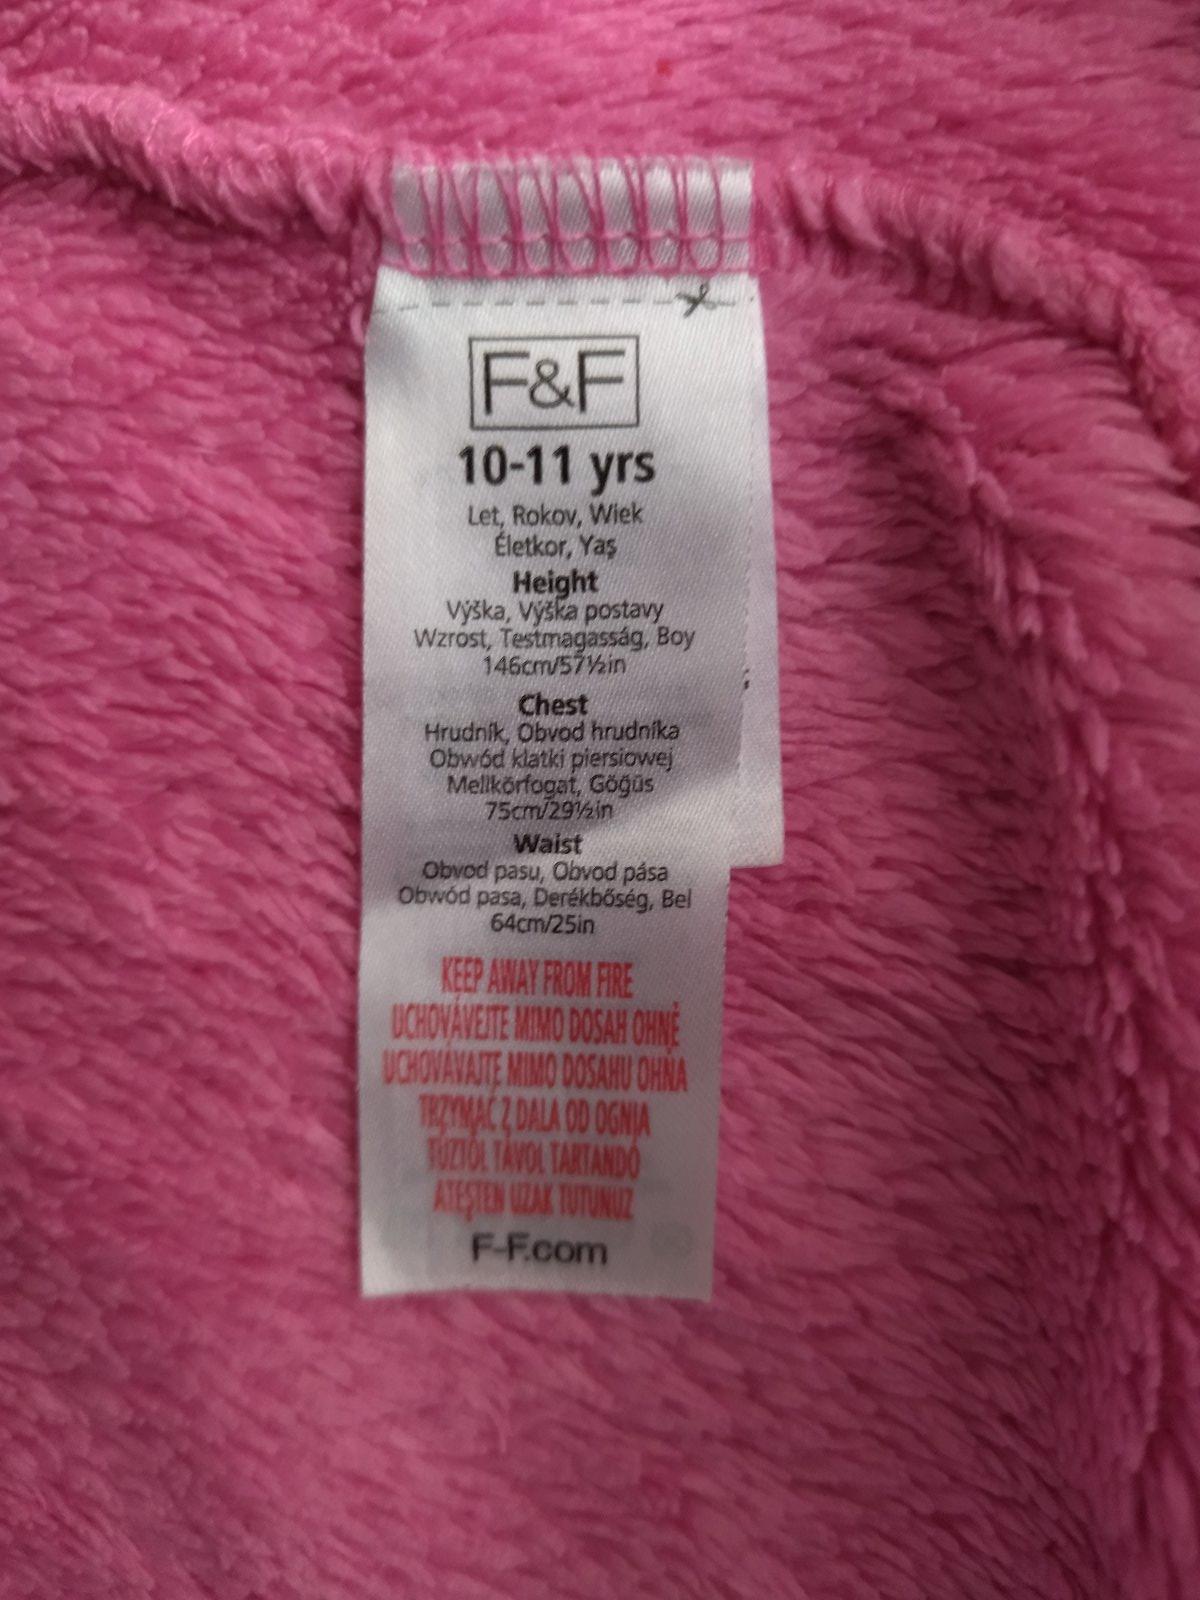 F&F
10-11 yrs
Let, Rokov, Wiek
Életkor, Yaş
Height
Výška, Výška postavy
Wzrost, Testmagasság, Boy
146cm/57½in
Chest
Hrudník, Obvod hrudníka
Obwód klatki piersiowej
Mellkőrfogat, Göğüs
75cm/29½in
Waist
Obvod pasu, Obvod pása
Obwód pasa, Derékbőség, Bel
64cm/25in
KEEP AWAY FROM FIRE
UCHOVÁVEJTE MIMO DOSAH OHNĚ
UCHOVÁVAJTE MIMO DOSAHU OHŇA
TRZYMAĆ Z DALA OD OGNIA
TŰZTŐL TÁVOL TARTANDÓ
ATEŞTEN UZAK TUTUNUZ
F-F.com